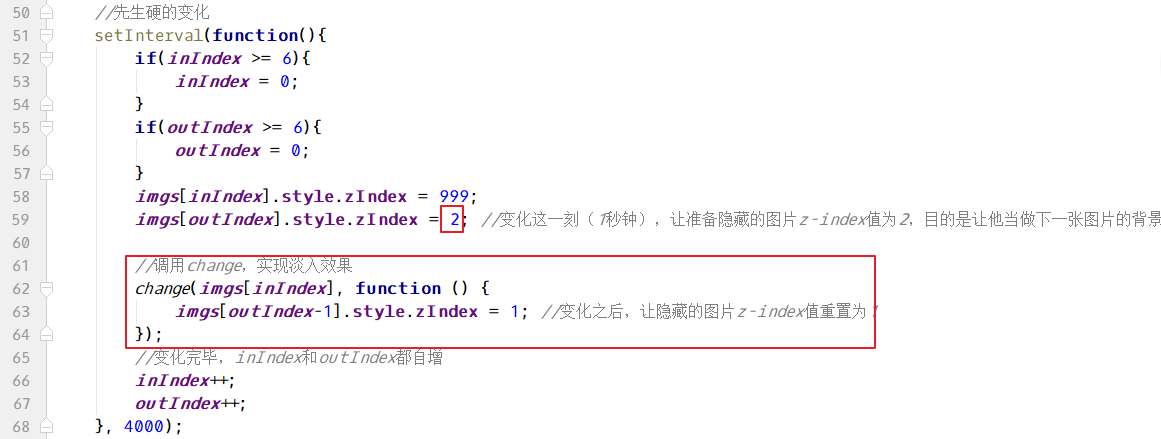 50 //先生硬的变化
51 setInterval(function(){
52 if(inIndex >= 6){
53 inIndex = 0;
54 }
55 if(outIndex >= 6){
56 outIndex = 0;
57 }
58 imgs[inIndex].style.zIndex = 999;
59 imgs[outIndex].style.zIndex = 2; //变化这一刻（1秒钟），让准备隐藏的图片z-index值为2，目的是让他当做下一张图片的背景
60
61 //调用change，实现淡入效果
62 change(imgs[inIndex], function () {
63 imgs[outIndex-1].style.zIndex = 1; //变化之后，让隐藏的图片z-index值重置为1
64 });
65 //变化完毕，inIndex和outIndex都自增
66 inIndex++;
67 outIndex++;
68 }, 4000);